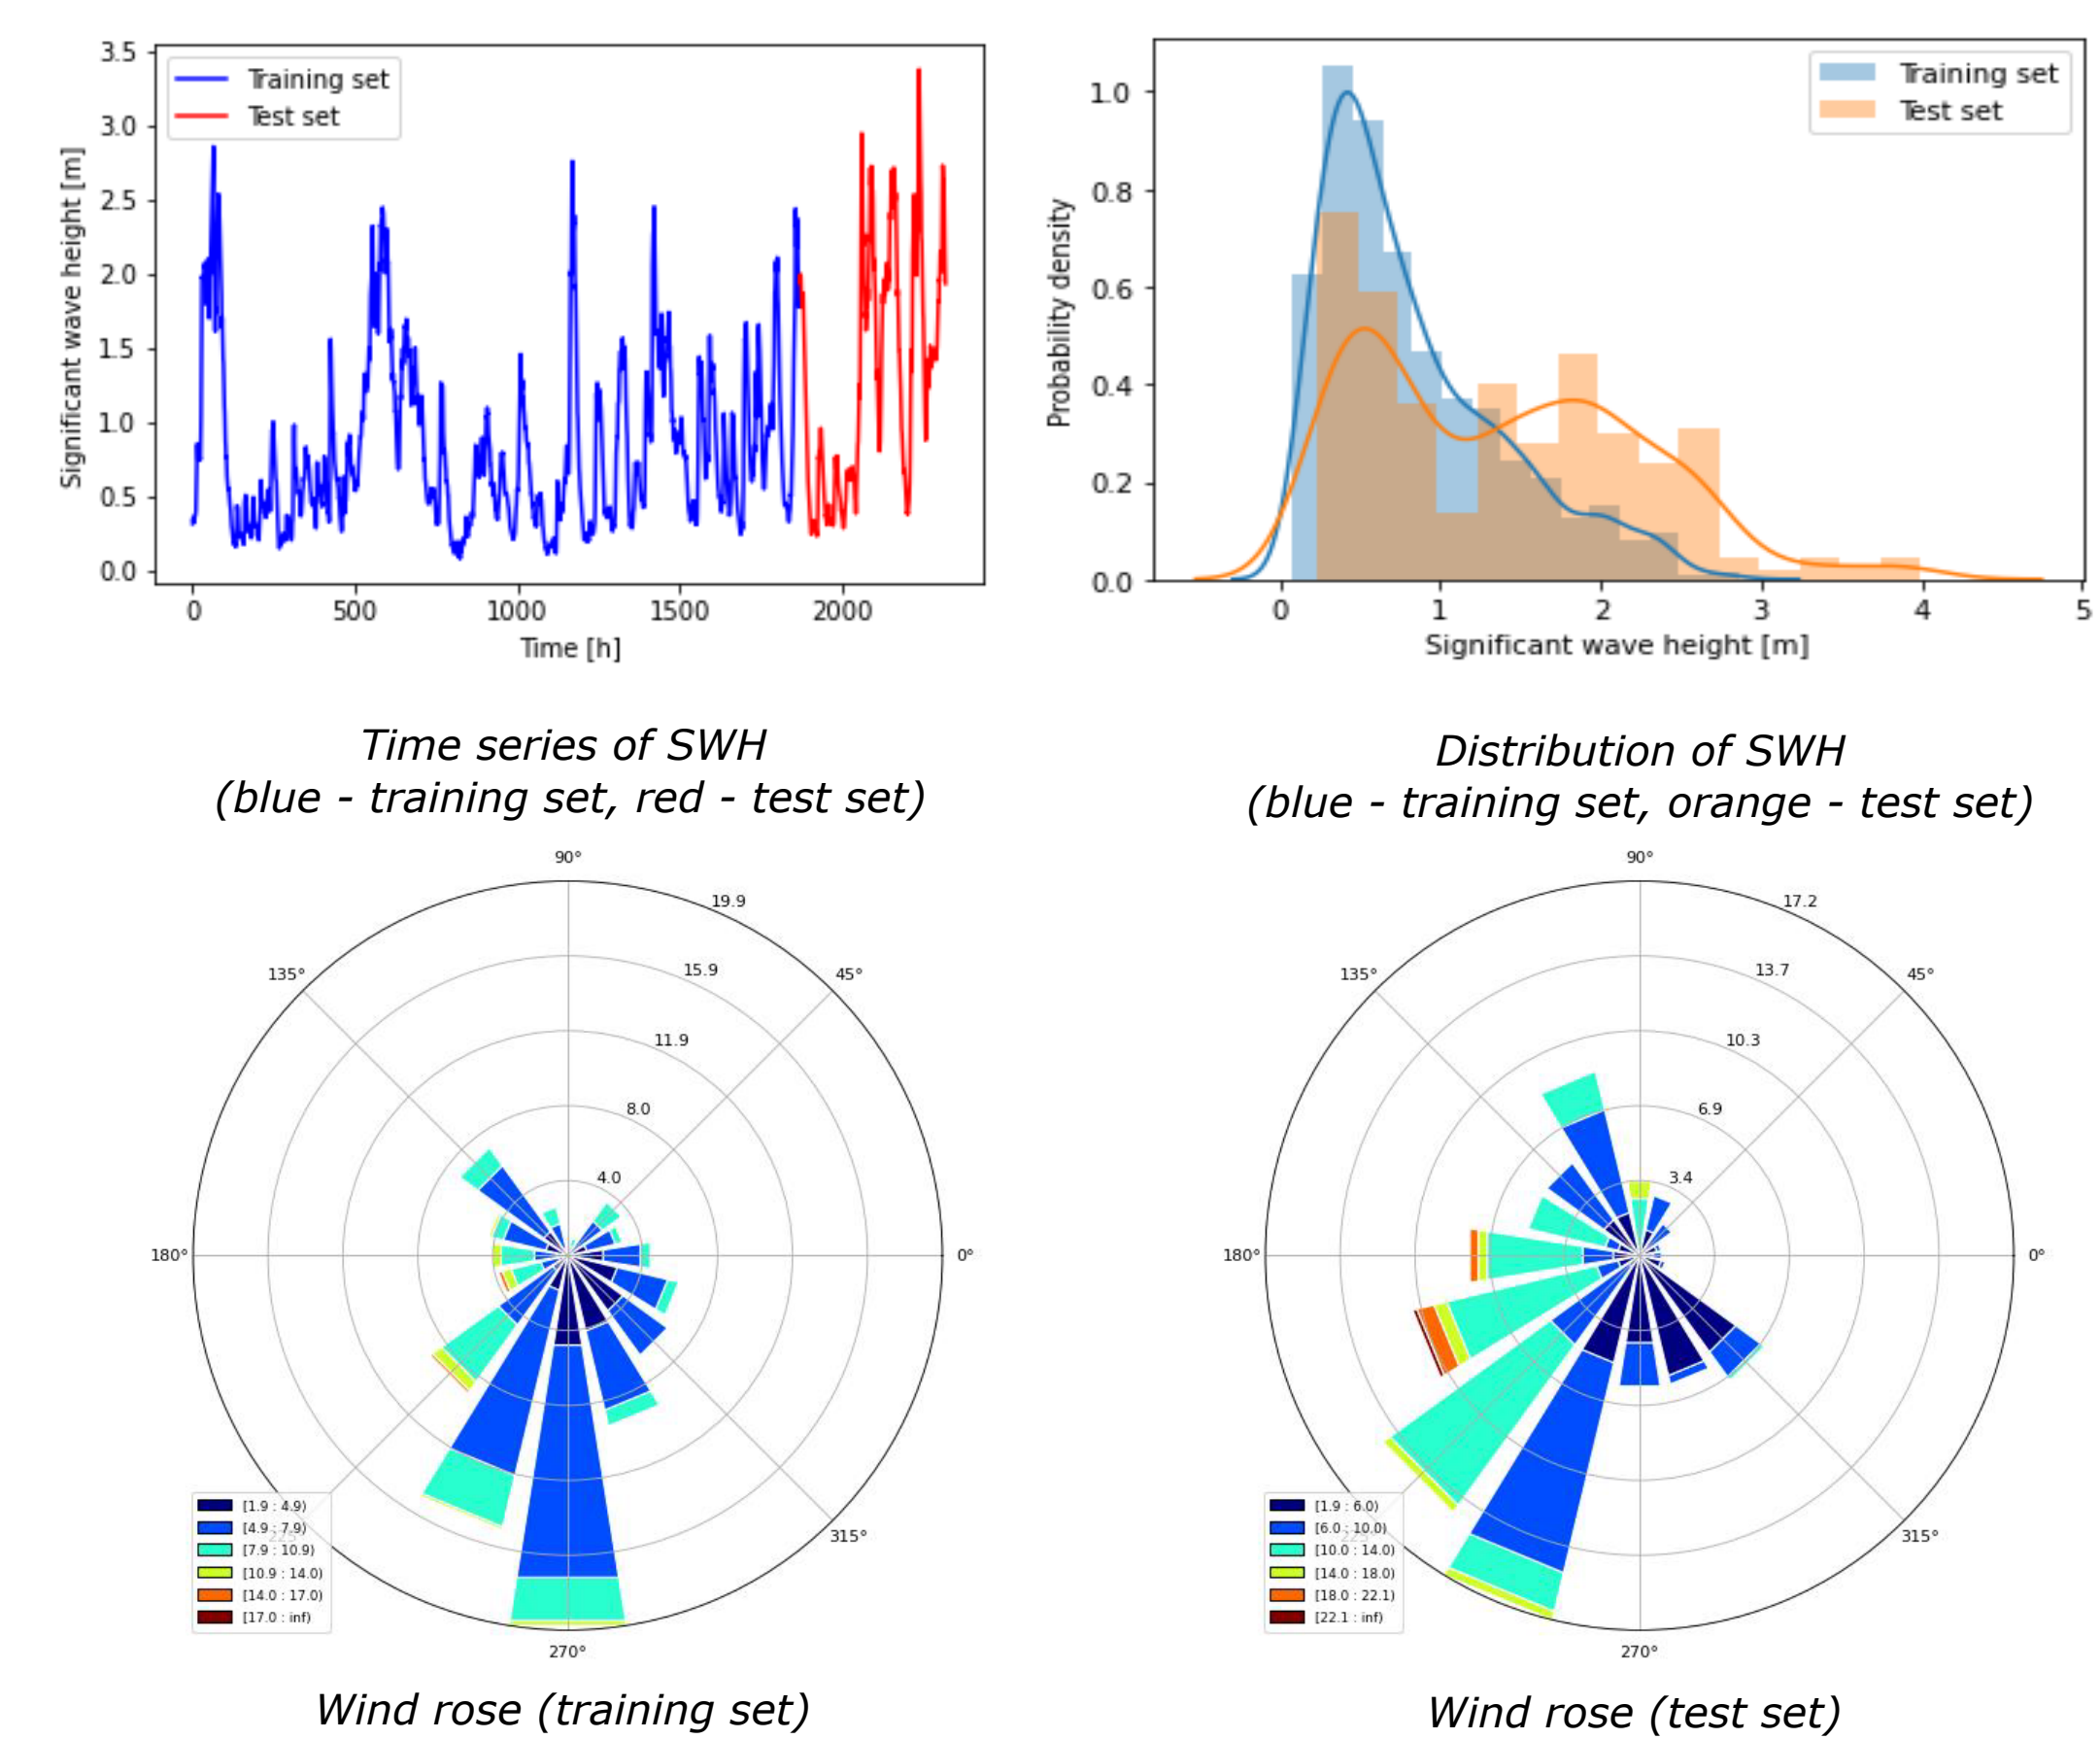 3.5
3.0
2.5
2.0
1.5
1.0
0.5
0.0
Significant wave height [m]
Training set
Test set
0 500 1000 1500 2000
Time [h]
1.0
0.8
0.6
0.4
0.2
0.0
Probability density
Training set
Test set
0 1 2 3 4 5
Significant wave height [m]
Time series of SWH
(blue - training set, red - test set)
Distribution of SWH
(blue - training set, orange - test set)
90°
19.9
135°
15.9
45°
11.9
8.0
4.0
180°
0°
[1.9 : 4.9)
[4.9 : 7.9)
225°
[7.9 : 10.9)
[10.9 : 14.0)
[14.0 : 17.0)
[17.0 : inf)
315°
270°
Wind rose (training set)
90°
17.2
135°
13.7
45°
10.3
6.9
3.4
180°
0°
[1.9 : 6.0)
[6.0 : 10.0)
225°
[10.0 : 14.0)
[14.0 : 18.0)
[18.0 : 22.1)
[22.1 : inf)
315°
270°
Wind rose (test set)